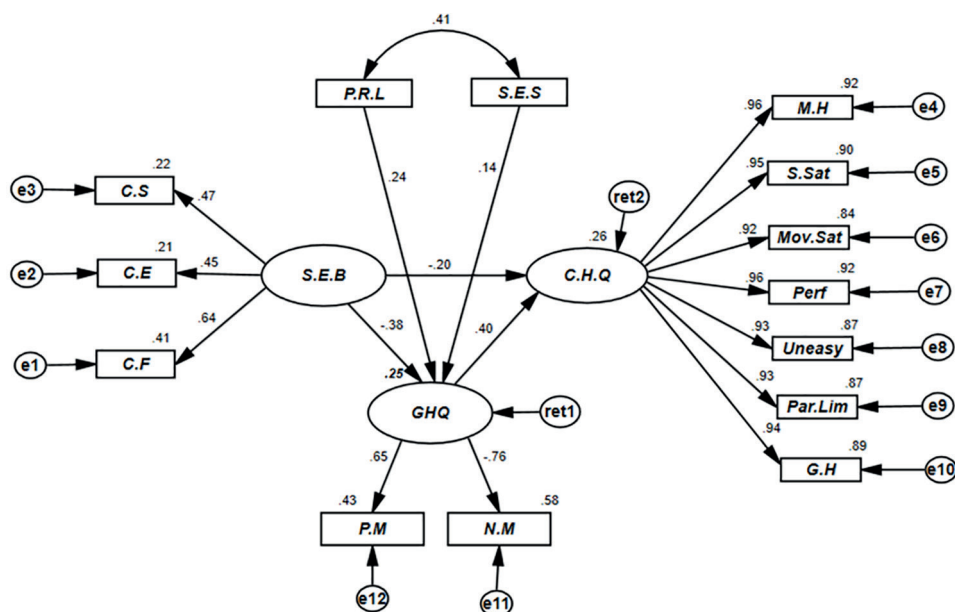 .41
P.R.L
S.E.S
.92
M.H
e4
.96
.22
e3
C.S
.47
.24
.14
.90
.95
S.Sat
e5
ret2
.84
.92
Mov.Sat
e6
.21
e2
C.E
.45
S.E.B
-.20
.26
C.H.Q
.92
.96
Perf
e7
.64
-.38
.40
.87
.93
Uneasy
e8
.41
e1
C.F
.25
GHQ
ret1
.87
.93
Par.Lim
e9
.94
.89
G.H
e10
.65
-.76
.43
P.M
.58
N.M
e12
e11